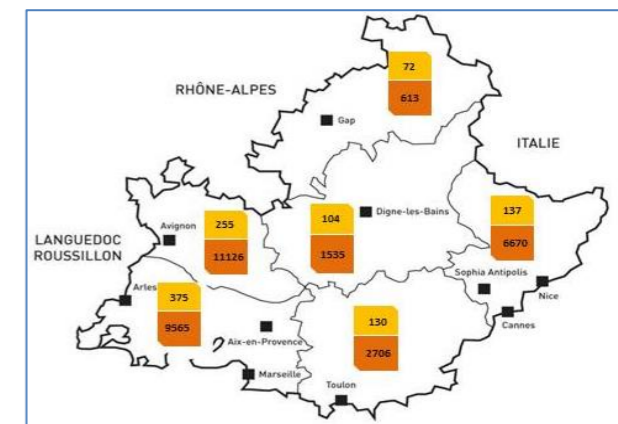 72
RHÔNE-ALPES
613
Gap
ITALIE
137
104
Digne-les-Bains
255
Avignon
LANGUEDOC
ROUSSILLON
11126
1535
6670
Sophia Antipolis
Arles
375
Nice
130
Cannes
9565
Aix-en-Provence
2706
Marseille
Toulon